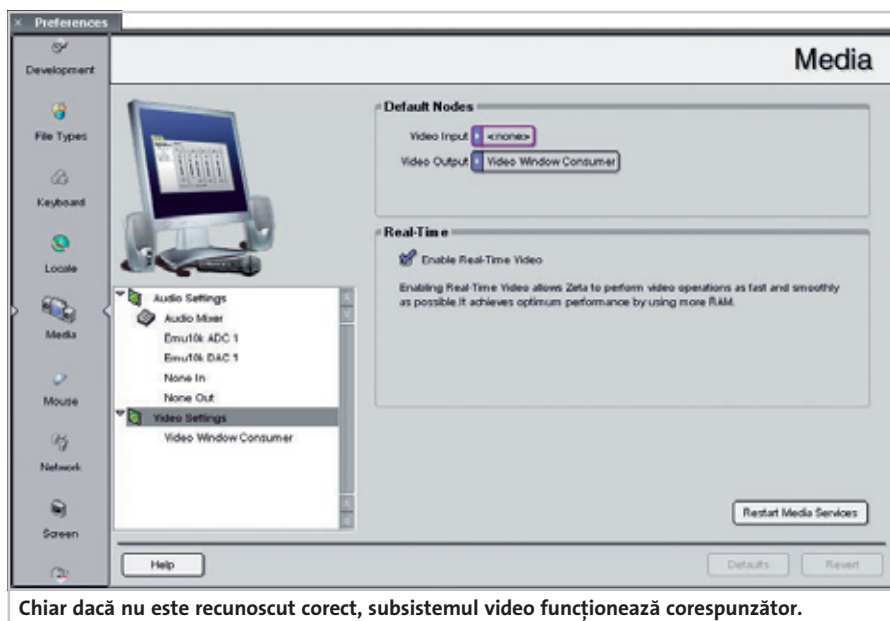 Preferences
Development
File Types
Keyboard
Locale
Media
Mouse
Network
Screen
Media
Default Nodes
Video Input <none>
Video Output Video Window Consumer
Real-Time
Enable Real-Time Video
Enabling Real-Time Video allows Zeta to perform video operations as fast and smoothly
as possible.It achieves optimum performance by using more RAM.
Audio Settings
Audio Mixer
Emu10k ADC 1
Emu10k DAC 1
None In
None Out
Video Settings
Video Window Consumer
Restart Media Services
Help
Defaults
Revert
Chiar dacă nu este recunoscut corect, subsistemul video funcționează corespunzător.